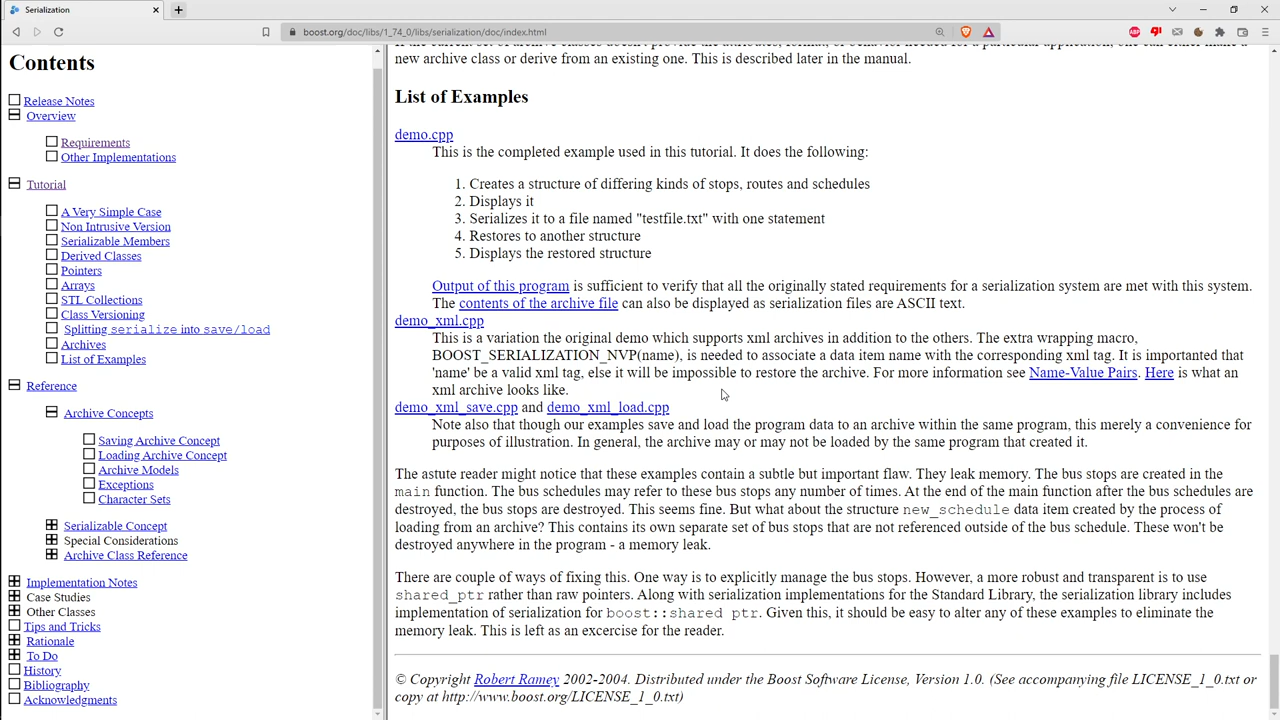 Serialization
boost.org/doc/libs/1_74_0/libs/serialization/doc/index.html
Contents
Release Notes
Overview
Requirements
Other Implementations
Tutorial
A Very Simple Case
Non Intrusive Version
Serializable Members
Derived Classes
Pointers
Arrays
STL Collections
Class Versioning
Splitting serialize into save/load
Archives
List of Examples
Reference
Archive Concepts
Saving Archive Concept
Loading Archive Concept
Archive Models
Exceptions
Character Sets
Serializable Concept
Special Considerations
Archive Class Reference
Implementation Notes
Case Studies
Other Classes
Tips and Tricks
Rationale
To Do
History
Bibliography
Acknowledgments
new archive class or derive from an existing one. This is described later in the manual.
List of Examples
demo.cpp
This is the completed example used in this tutorial. It does the following:
1. Creates a structure of differing kinds of stops, routes and schedules
2. Displays it
3. Serializes it to a file named "testfile.txt" with one statement
4. Restores to another structure
5. Displays the restored structure
Output of this program is sufficient to verify that all the originally stated requirements for a serialization system are met with this system.
The contents of the archive file can also be displayed as serialization files are ASCII text.
demo_xml.cpp
This is a variation the original demo which supports xml archives in addition to the others. The extra wrapping macro,
BOOST_SERIALIZATION_NVP(name), is needed to associate a data item name with the corresponding xml tag. It is importanted that
'name' be a valid xml tag, else it will be impossible to restore the archive. For more information see Name-Value Pairs. Here is what an
xml archive looks like.
demo_xml_save.cpp and demo_xml_load.cpp
Note also that though our examples save and load the program data to an archive within the same program, this merely a convenience for
purposes of illustration. In general, the archive may or may not be loaded by the same program that created it.
The astute reader might notice that these examples contain a subtle but important flaw. They leak memory. The bus stops are created in the
main function. The bus schedules may refer to these bus stops any number of times. At the end of the main function after the bus schedules are
destroyed, the bus stops are destroyed. This seems fine. But what about the structure new_schedule data item created by the process of
loading from an archive? This contains its own separate set of bus stops that are not referenced outside of the bus schedule. These won't be
destroyed anywhere in the program - a memory leak.
There are couple of ways of fixing this. One way is to explicitly manage the bus stops. However, a more robust and transparent is to use
shared_ptr rather than raw pointers. Along with serialization implementations for the Standard Library, the serialization library includes
implementation of serialization for boost::shared ptr. Given this, it should be easy to alter any of these examples to eliminate the
memory leak. This is left as an excercise for the reader.
© Copyright Robert Ramey 2002-2004. Distributed under the Boost Software License, Version 1.0. (See accompanying file LICENSE_1_0.txt or
copy at http://www.boost.org/LICENSE_1_0.txt)